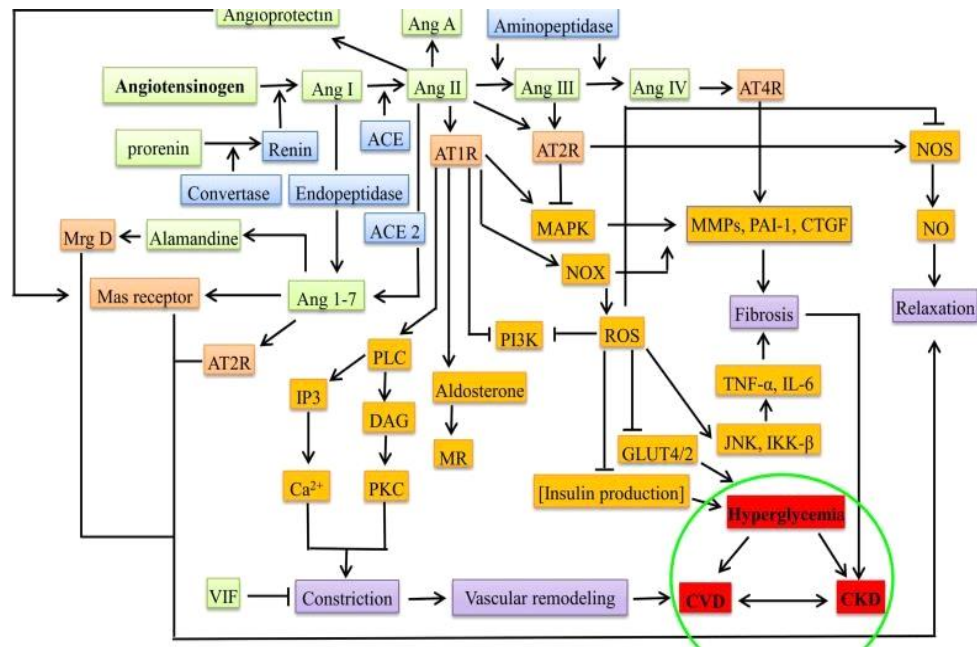 Angioprotectin
Ang A
Aminopeptidase
Angiotensinogen
Ang I
Ang II
Ang III
Ang IV
AT4R
prorenin
Renin
ACE
AT1R
AT2R
NOS
Convertase
Endopeptidase
ACE 2
MAPK
MMPs, PAI-1, CTGF
NO
Mrg D
Alamandine
NOX
Mas receptor
Ang 1-7
Fibrosis
Relaxation
PI3K
ROS
AT2R
PLC
IP3
Aldosterone
TNF-α, IL-6
DAG
MR
GLUT4/2
JNK, IKK-β
Ca²⁺
PKC
[Insulin production]
Hyperglycemia
VIF
Constriction
Vascular remodeling
CVD
CKD